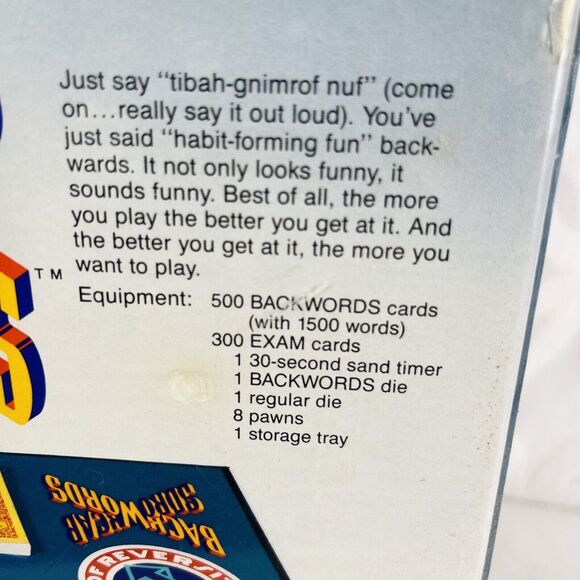 Just say "tibah-gnimrof nuf" (come
on...really say it out loud). You've
just said "habit-forming fun" back-
wards. It not only looks funny, it
sounds funny. Best of all, the more
you play the better you get at it. And
the better you get at it, the more you
want to play.
TM
S
Equipment: 500 BACKWORDS cards
(with 1500 words)
300 EXAM cards
1 30-second sand timer
1 BACKWORDS die
1 regular die
8 pawns
1 storage tray
BACKWORDS
OF REVERSI